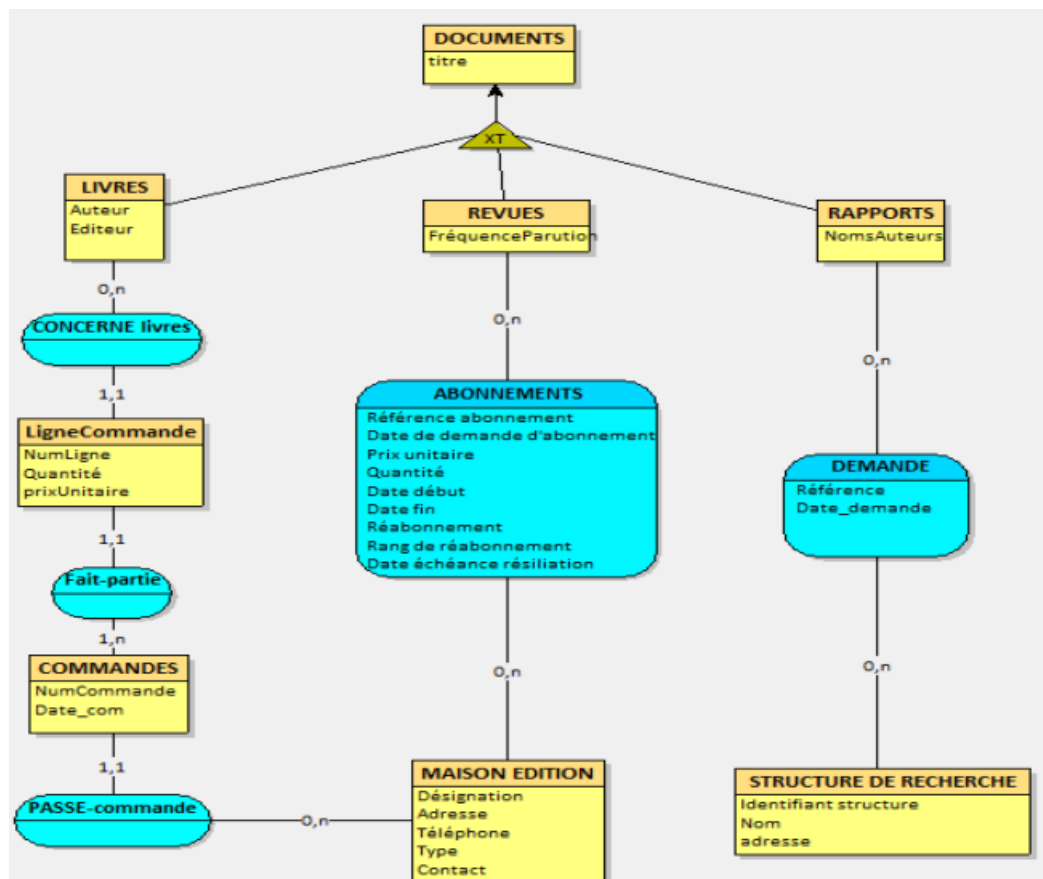 DOCUMENTS
titre
XT
LIVRES
Auteur
Editeur
REVUES
FréquenceParution
RAPPORTS
NomsAuteurs
0,n
0,n
0,n
CONCERNE livres
1,1
LigneCommande
NumLigne
Quantité
prixUnitaire
ABONNEMENTS
Référence abonnement
Date de demande d'abonnement
Prix unitaire
Quantité
Date début
Date fin
Réabonnement
Rang de réabonnement
Date échéance résiliation
DEMANDE
Référence
Date_demande
1,1
Fait-partie
1,n
COMMANDES
NumCommande
Date_com
0,n
0,n
1,1
PASSE-commande
0,n
MAISON EDITION
Désignation
Adresse
Téléphone
Type
Contact
STRUCTURE DE RECHERCHE
Identifiant structure
Nom
adresse